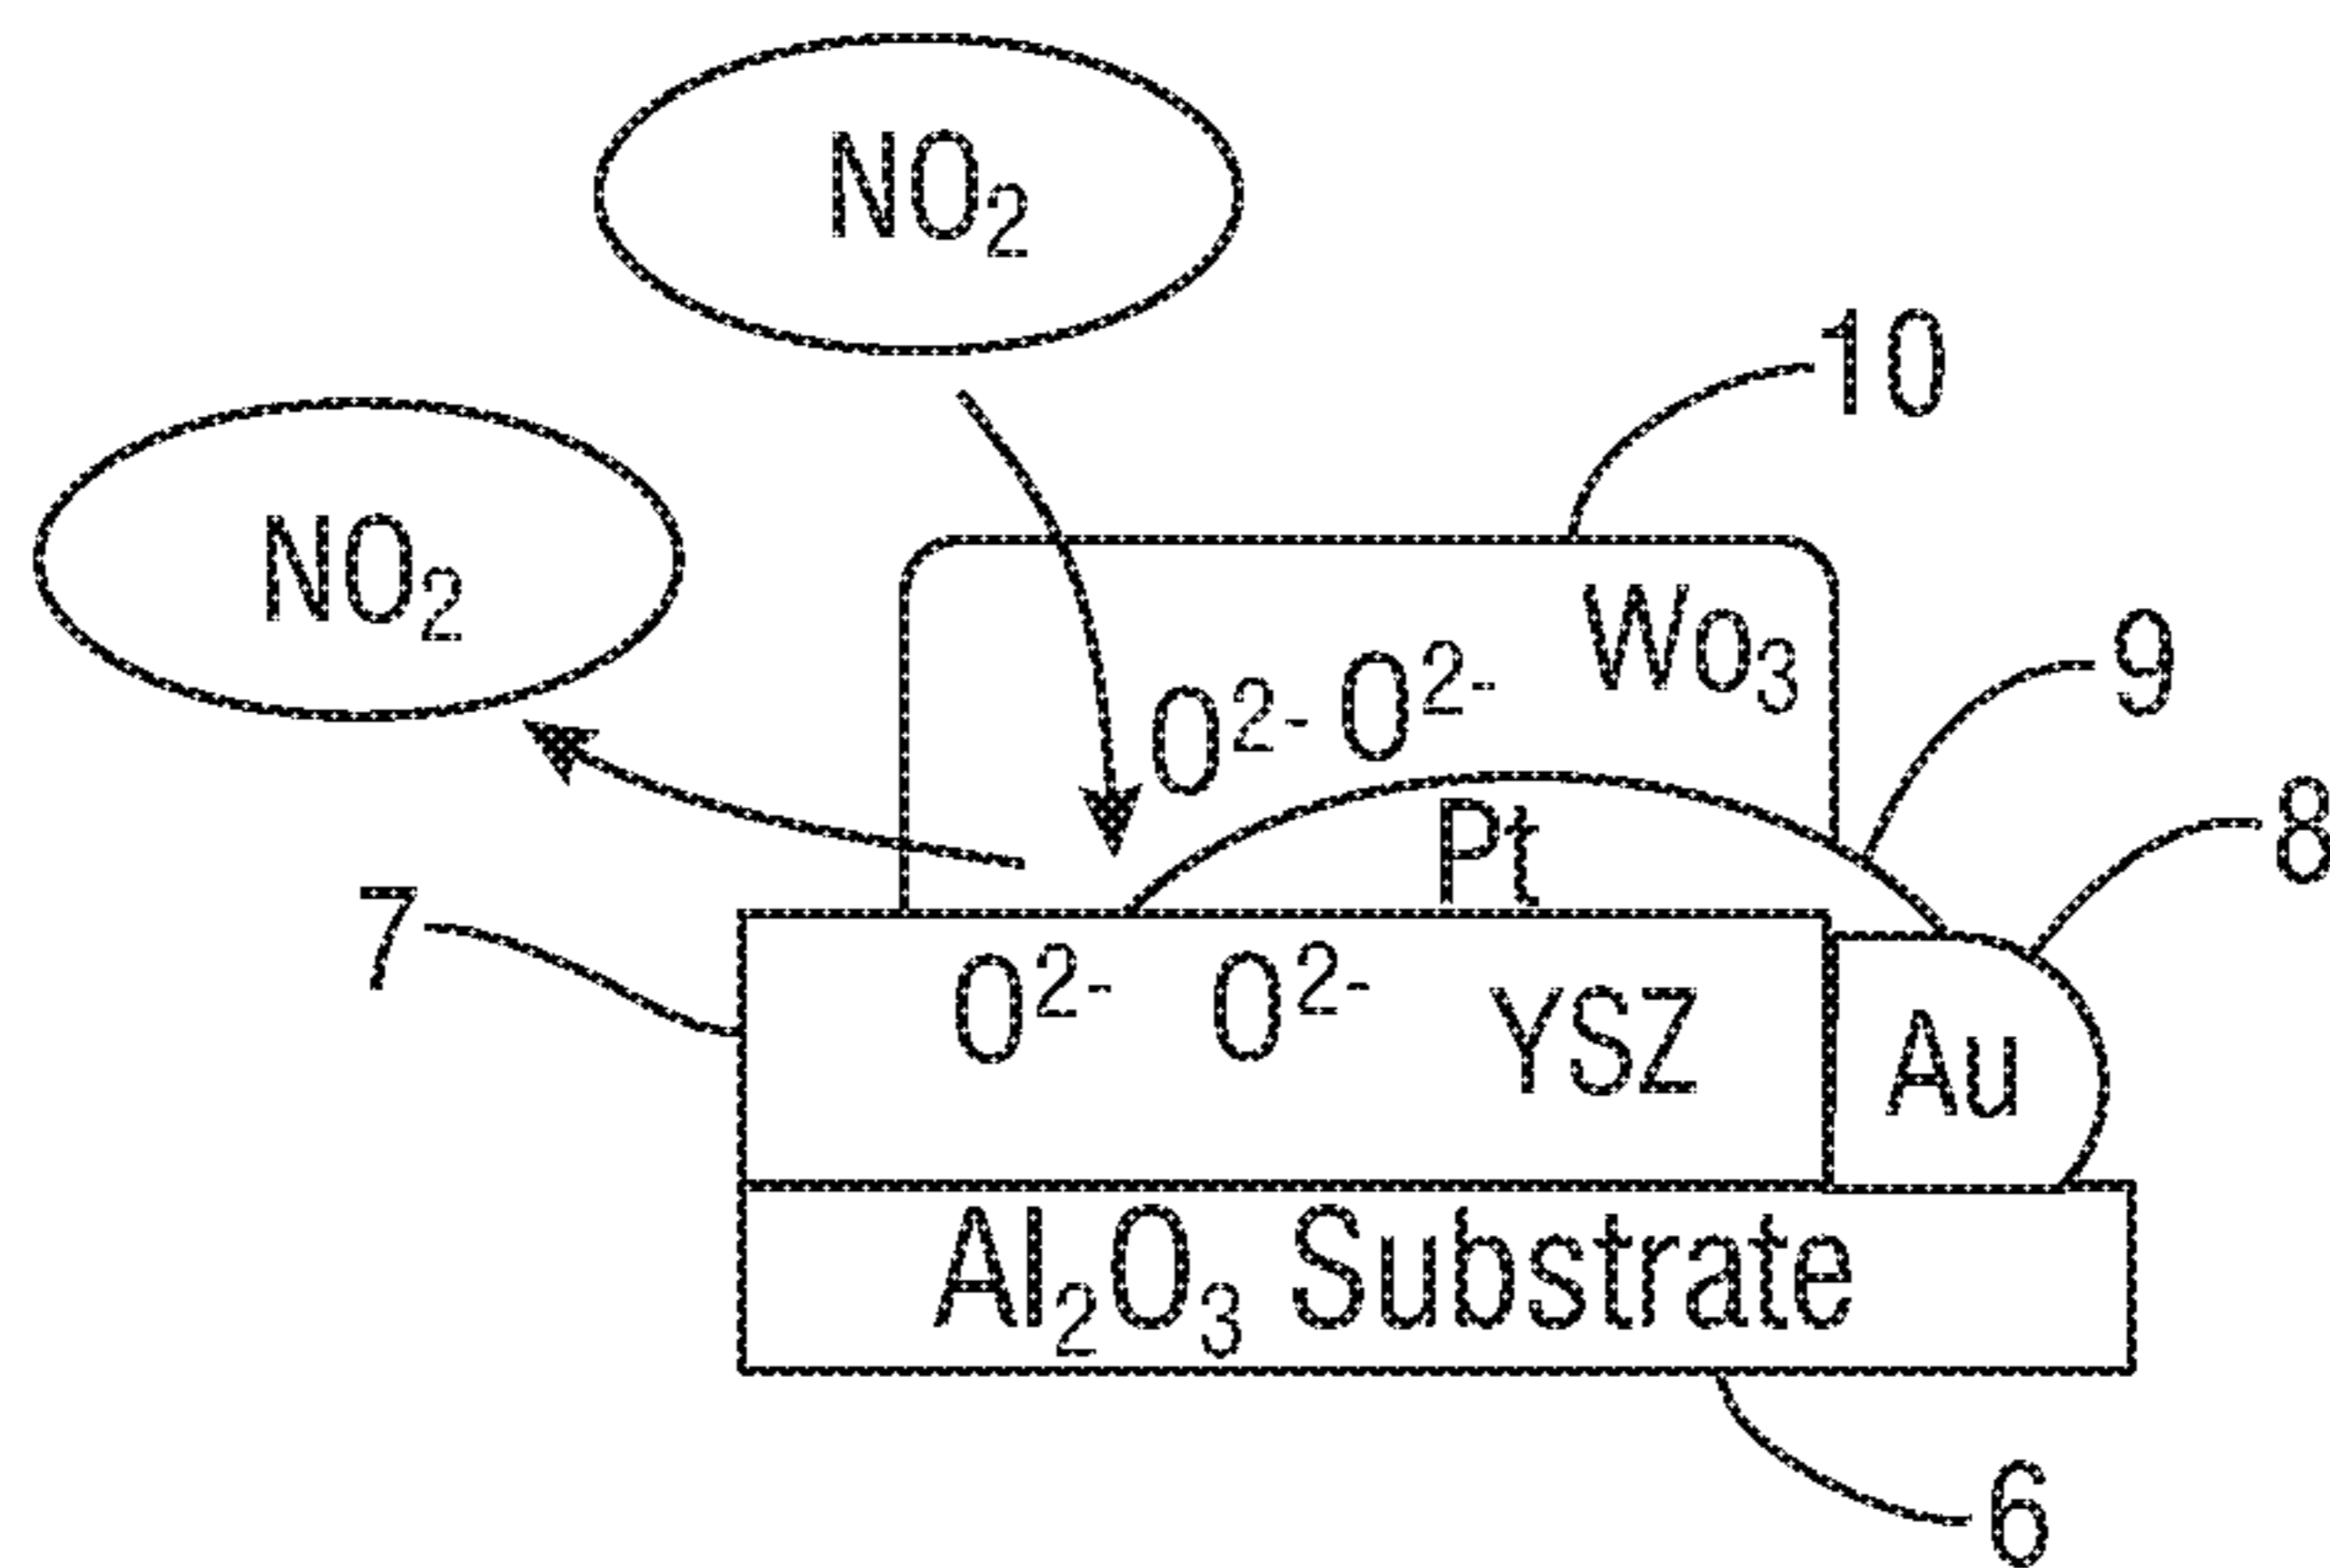 NO₂
10
NO₂
Wo₃
9
O²⁻ O²⁻
8
Pt
7
O²⁻ O²⁻ YSZ
Au
Al₂O₃ Substrate
6